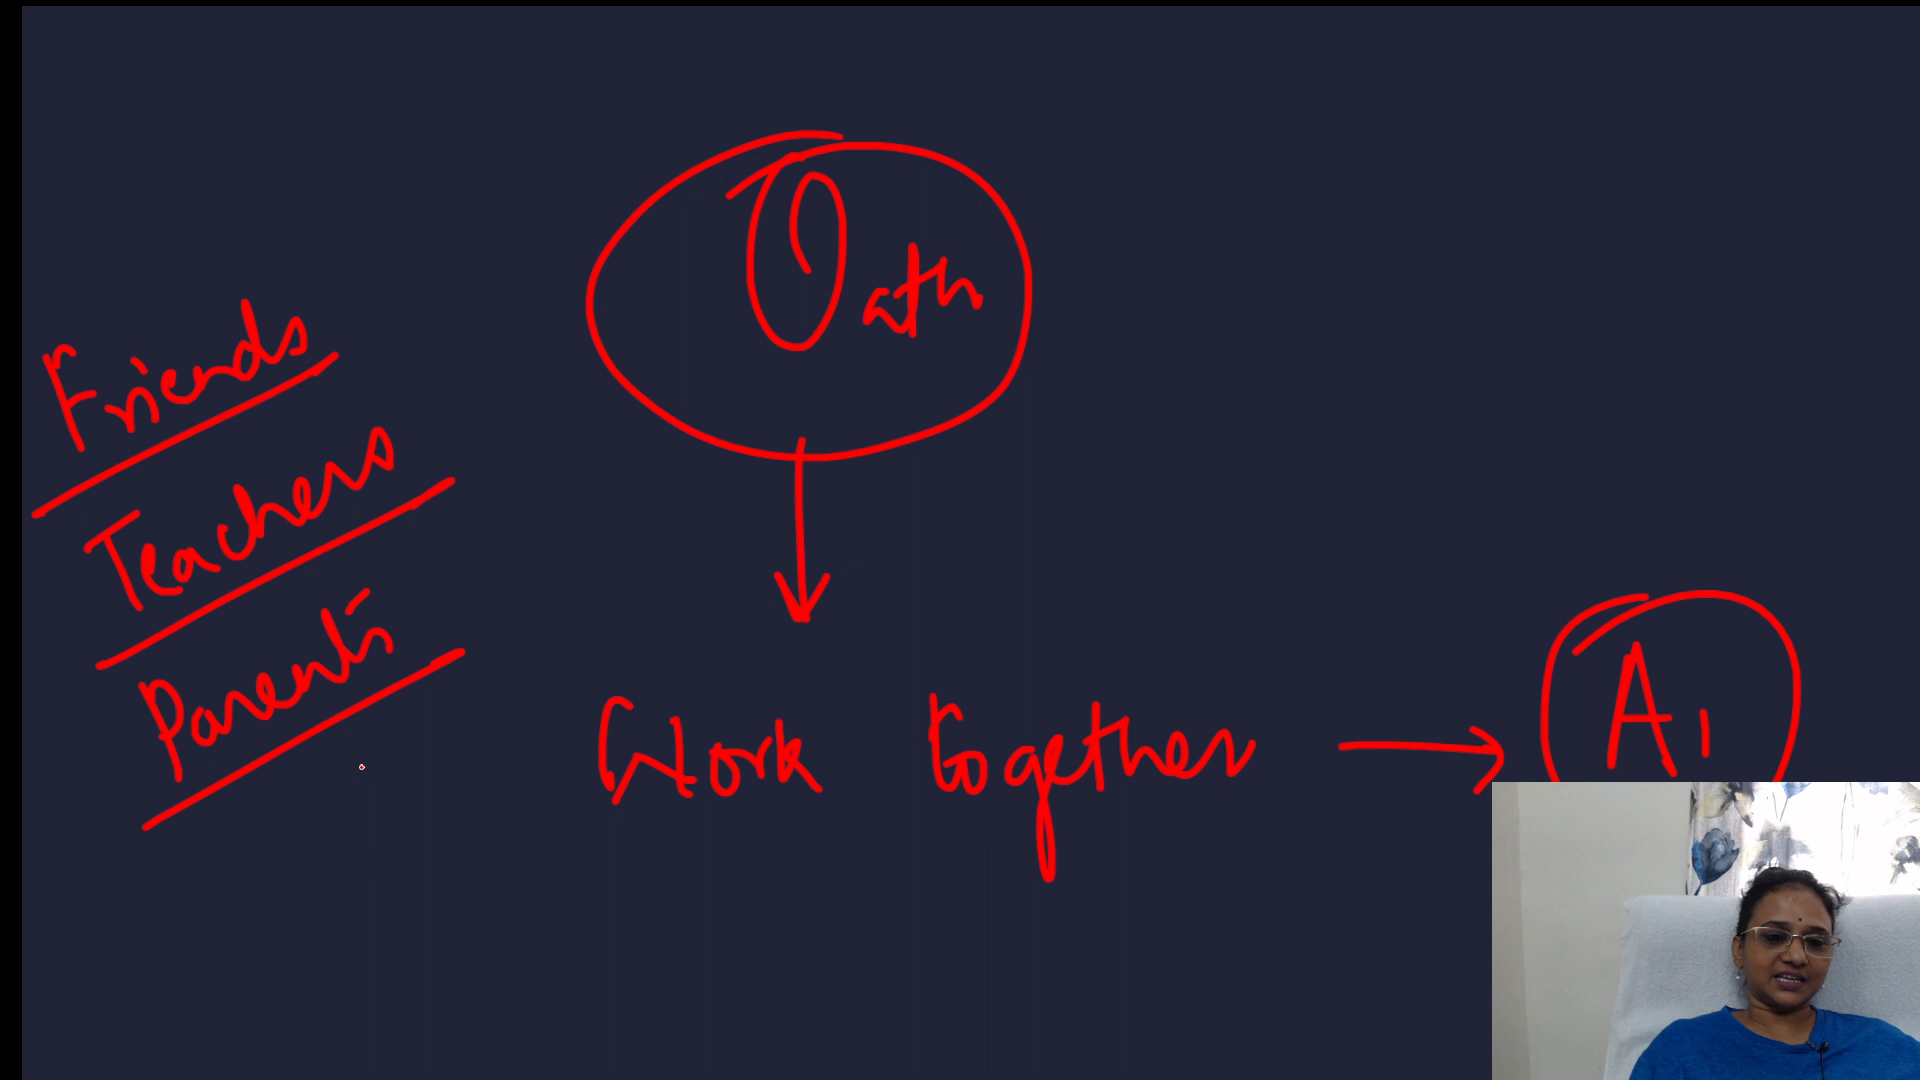 Oath
Friends
Teachers
Parents
Work together
A1